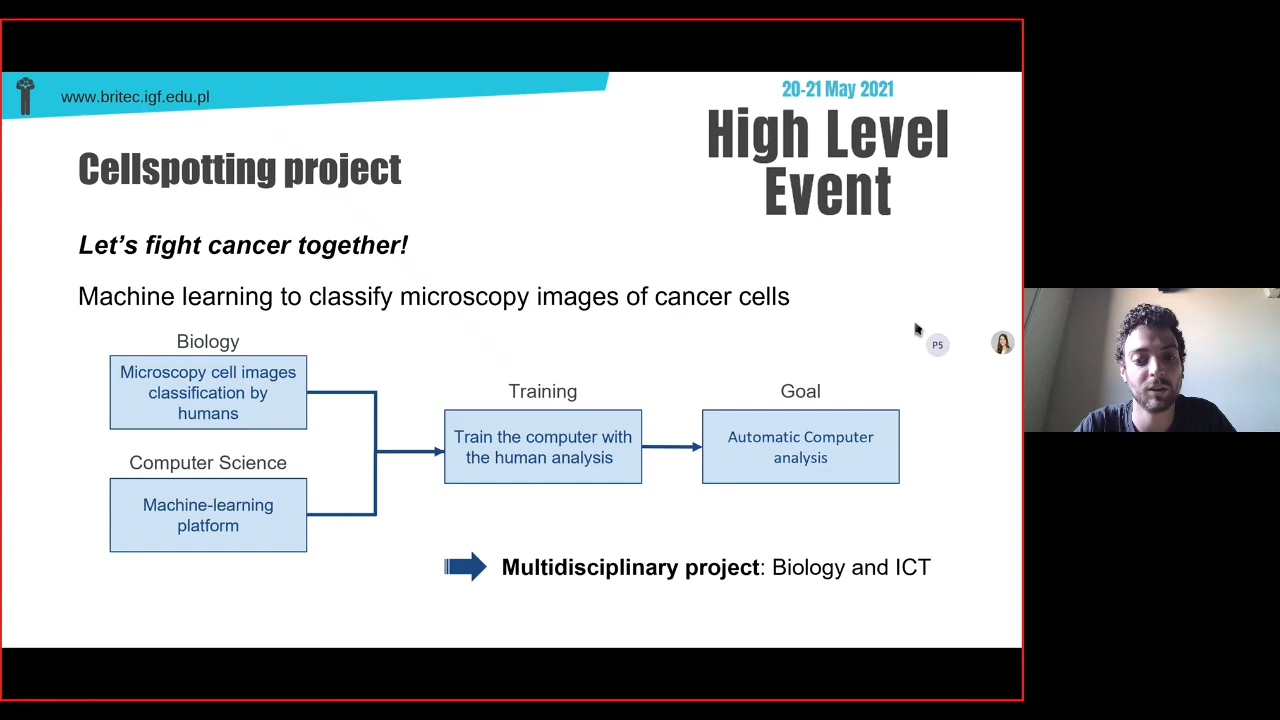 www.britec.igf.edu.pl
20-21 May 2021
High Level
Event
Cellspotting project
Let's fight cancer together!
Machine learning to classify microscopy images of cancer cells
Biology
Microscopy cell images
classification by
humans
Computer Science
Machine-learning
platform
Training
Train the computer with
the human analysis
Goal
Automatic Computer
analysis
P5
Multidisciplinary project: Biology and ICT